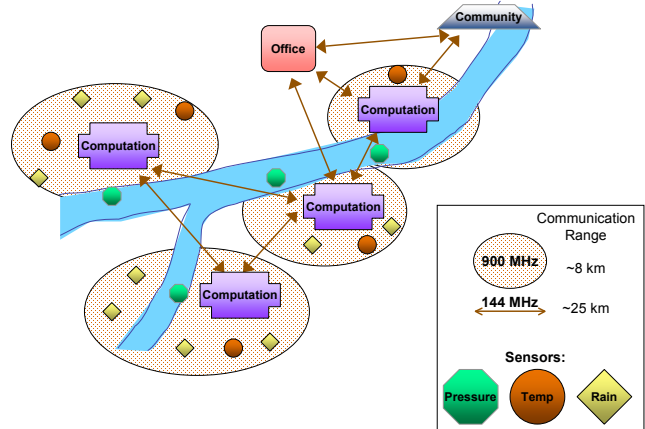 Community
Office
Computation
Computation
Computation
Computation
Communication
Range
900 MHz
~8 km
144 MHz
~25 km
Sensors:
Pressure
Temp
Rain